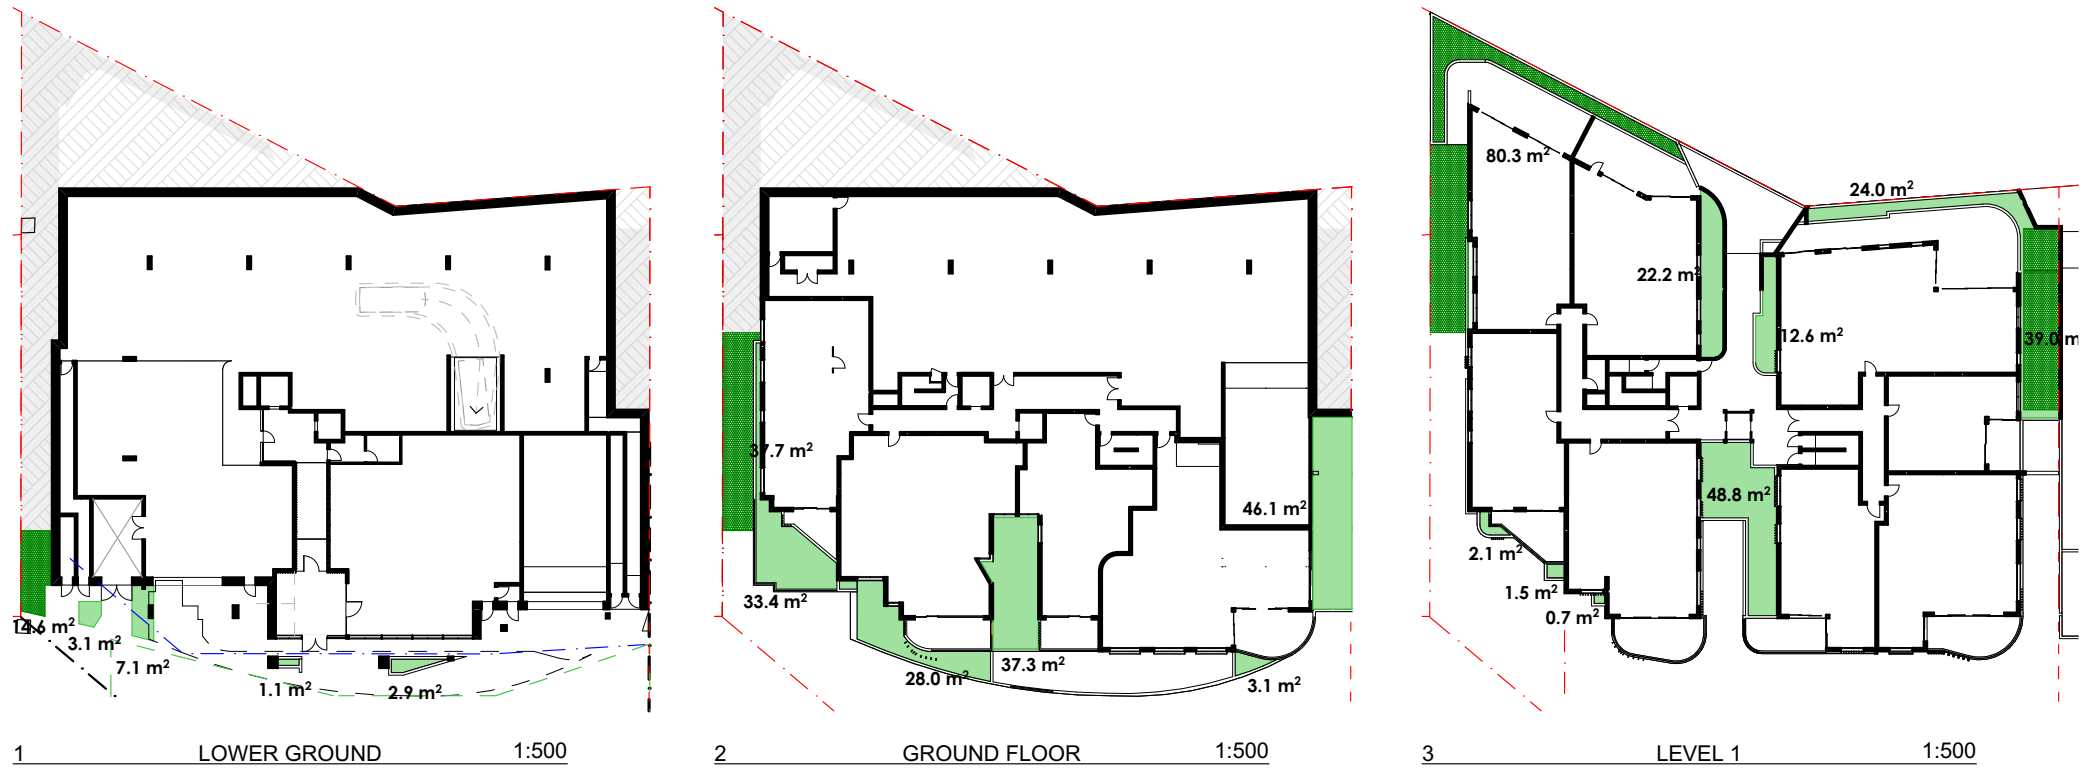 14.6 m²
3.1 m²
7.1 m²
1.1 m²
2.9 m²
1 LOWER GROUND 1:500
37.7 m²
46.1 m²
33.4 m²
28.0 m²
37.3 m²
3.1 m²
2 GROUND FLOOR 1:500
80.3 m²
24.0 m²
22.2 m²
12.6 m²
39.0 m
48.8 m²
2.1 m²
1.5 m²
0.7 m²
3 LEVEL 1 1:500